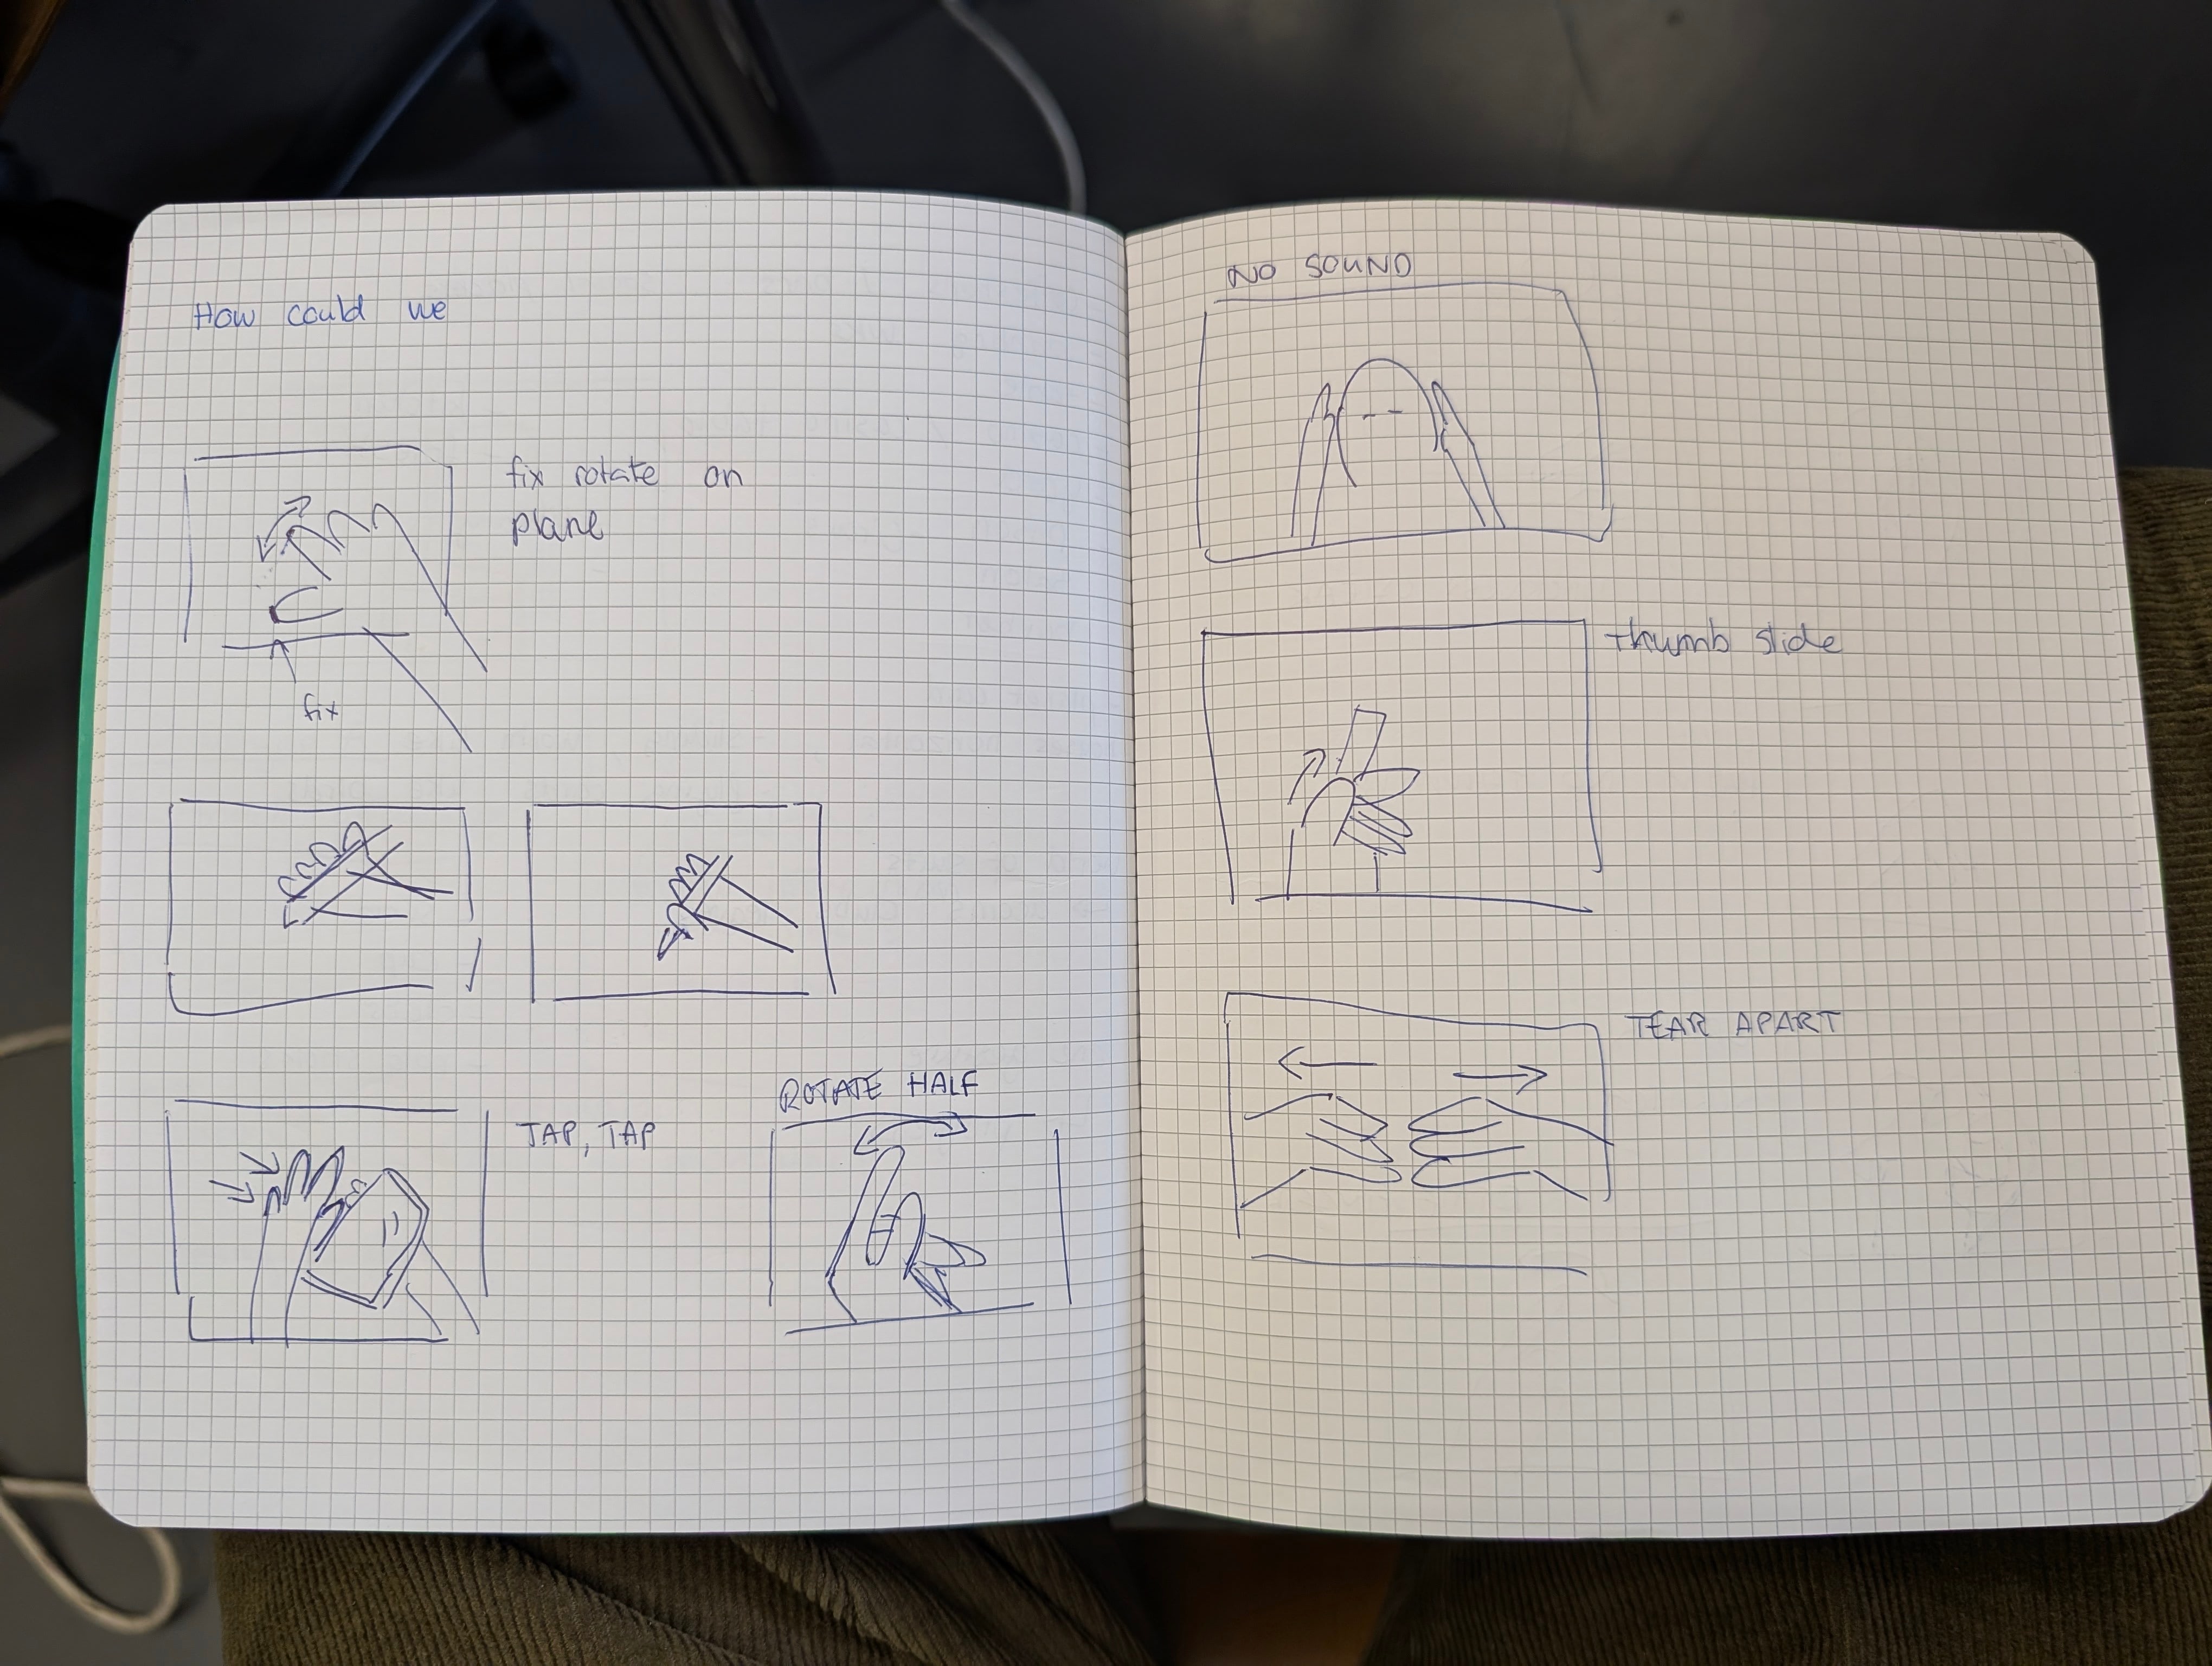 How could we
fix rotate on
plane
fix
TAP, TAP
ROTATE HALF
NO SOUND
thumb slide
TEAR APART